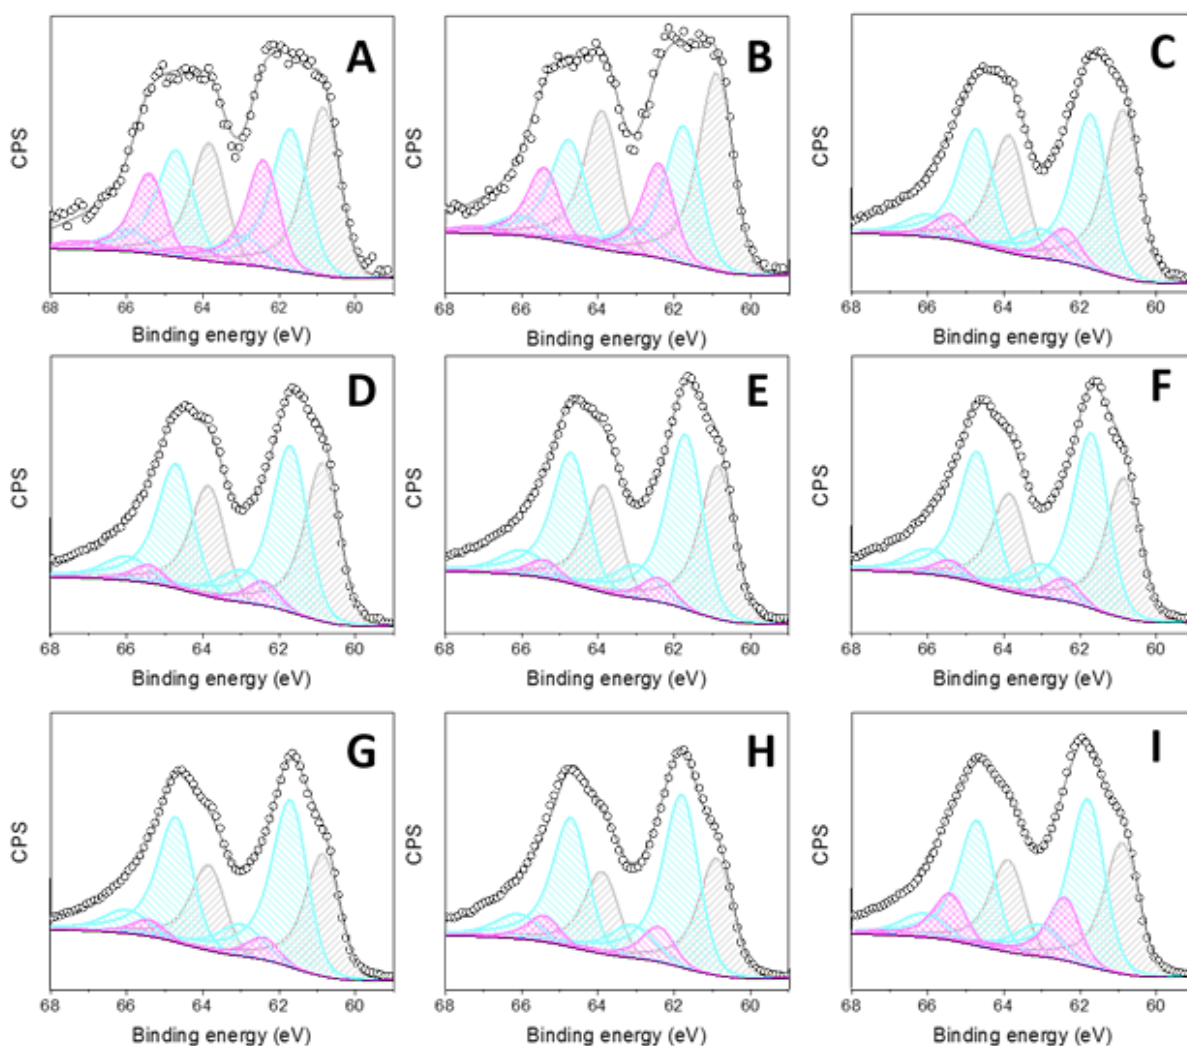 A
CPS
68 66 64 62 60
Binding energy (eV)
B
CPS
68 66 64 62 60
Binding energy (eV)
C
CPS
68 66 64 62 60
Binding energy (eV)
D
CPS
68 66 64 62 60
Binding energy (eV)
E
CPS
68 66 64 62 60
Binding energy (eV)
F
CPS
68 66 64 62 60
Binding energy (eV)
G
CPS
68 66 64 62 60
Binding energy (eV)
H
CPS
68 66 64 62 60
Binding energy (eV)
I
CPS
68 66 64 62 60
Binding energy (eV)